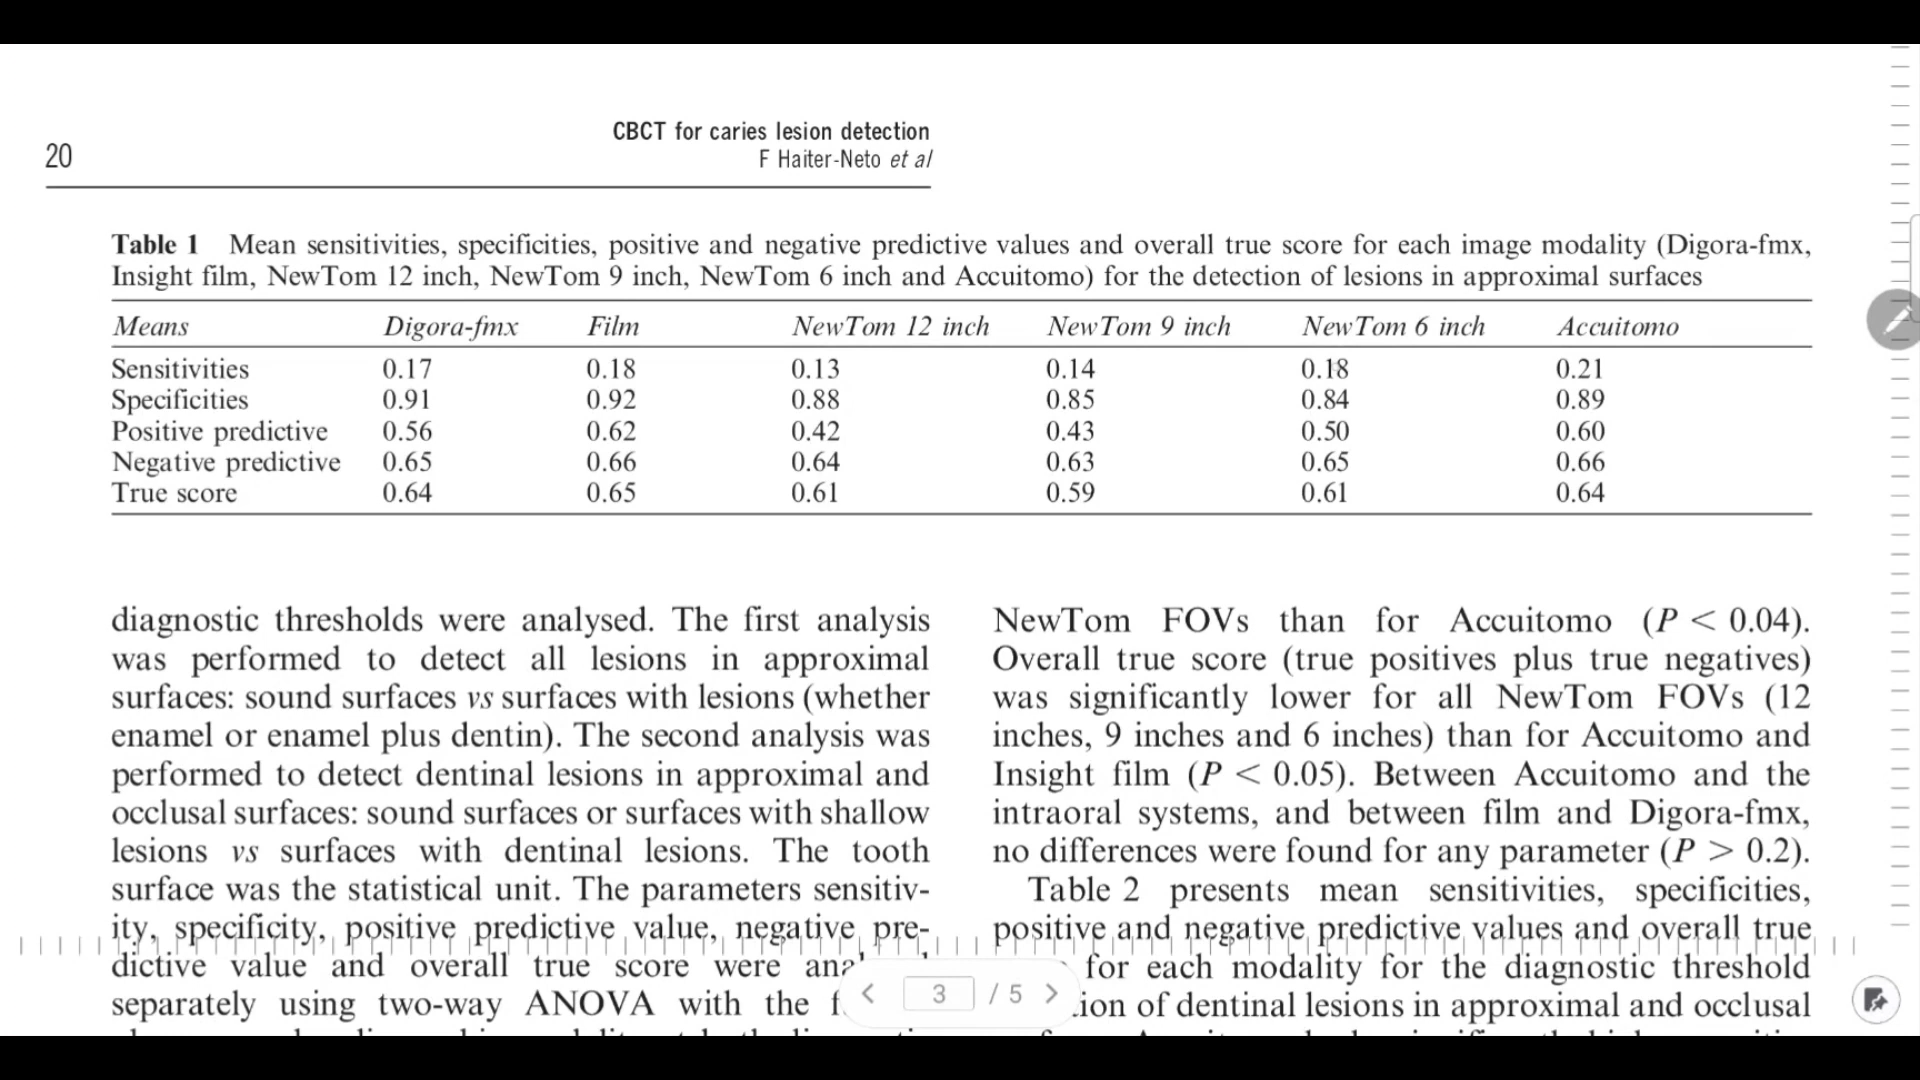 CBCT for caries lesion detection
20
F Haiter-Neto et al
Table 1 Mean sensitivities, specificities, positive and negative predictive values and overall true score for each image modality (Digora-fmx,
Insight film, NewTom 12 inch, NewTom 9 inch, NewTom 6 inch and Accuitomo) for the detection of lesions in approximal surfaces
Means Digora-fmx Film NewTom 12 inch NewTom 9 inch NewTom 6 inch Accuitomo
Sensitivities 0.17 0.18 0.13 0.14 0.18 0.21
Specificities 0.91 0.92 0.88 0.85 0.84 0.89
Positive predictive 0.56 0.62 0.42 0.43 0.50 0.60
Negative predictive 0.65 0.66 0.64 0.63 0.65 0.66
True score 0.64 0.65 0.61 0.59 0.61 0.64
diagnostic thresholds were analysed. The first analysis
was performed to detect all lesions in approximal
surfaces: sound surfaces vs surfaces with lesions (whether
enamel or enamel plus dentin). The second analysis was
performed to detect dentinal lesions in approximal and
occlusal surfaces: sound surfaces or surfaces with shallow
lesions vs surfaces with dentinal lesions. The tooth
surface was the statistical unit. The parameters sensitiv-
ity, specificity, positive predictive value, negative pre-
dictive value and overall true score were
separately using two-way ANOVA with the
NewTom FOVs than for Accuitomo (P < 0.04).
Overall true score (true positives plus true negatives)
was significantly lower for all NewTom FOVs (12
inches, 9 inches and 6 inches) than for Accuitomo and
Insight film (P < 0.05). Between Accuitomo and the
intraoral systems, and between film and Digora-fmx,
no differences were found for any parameter (P > 0.2).
Table 2 presents mean sensitivities, specificities,
positive and negative predictive values and overall true
for each modality for the diagnostic threshold
of dentinal lesions in approximal and occlusal
3 / 5